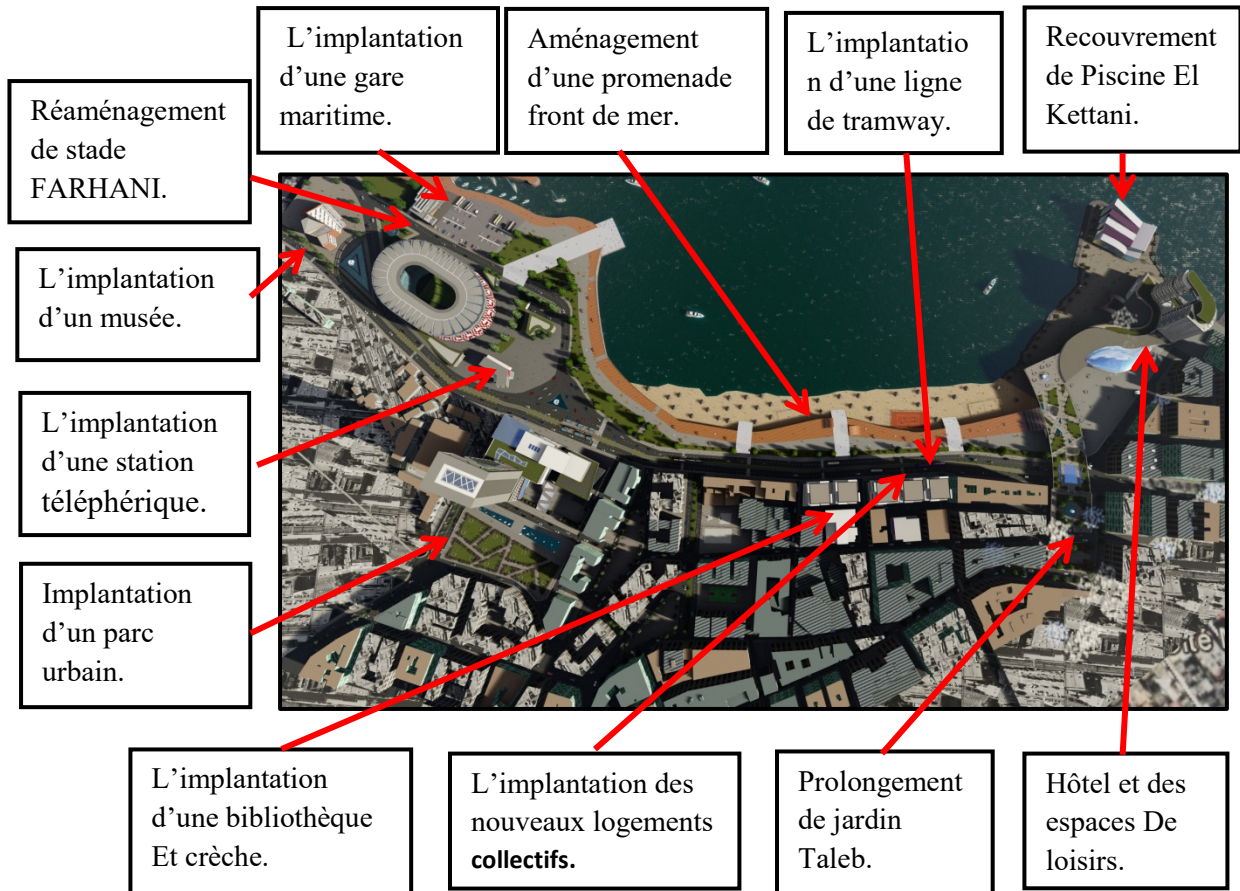 L'implantation
d'une gare
maritime.
Aménagement
d'une promenade
front de mer.
L'implantatio
n d'une ligne
de tramway.
Recouvrement
de Piscine El
Kettani.
Réaménagement
de stade
FARHANI.
L'implantation
d'un musée.
L'implantation
d'une station
téléphérique.
Implantation
d'un parc
urbain.
L'implantation
d'une bibliothèque
Et crèche.
L'implantation des
nouveaux logements
collectifs.
Prolongement
de jardin
Taleb.
Hôtel et des
espaces De
loisirs.